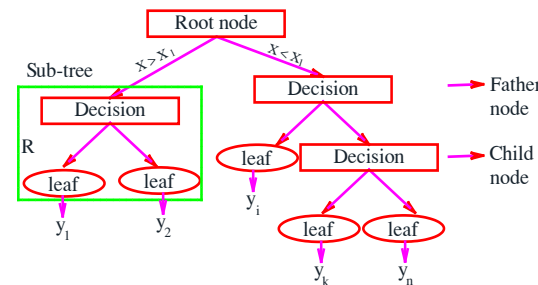 Root node
X>X1
X<X1
Sub-tree
Decision
Decision
Father
node
R
leaf
leaf
leaf
Decision
Child
node
y1
y2
yi
leaf
leaf
yk
yn